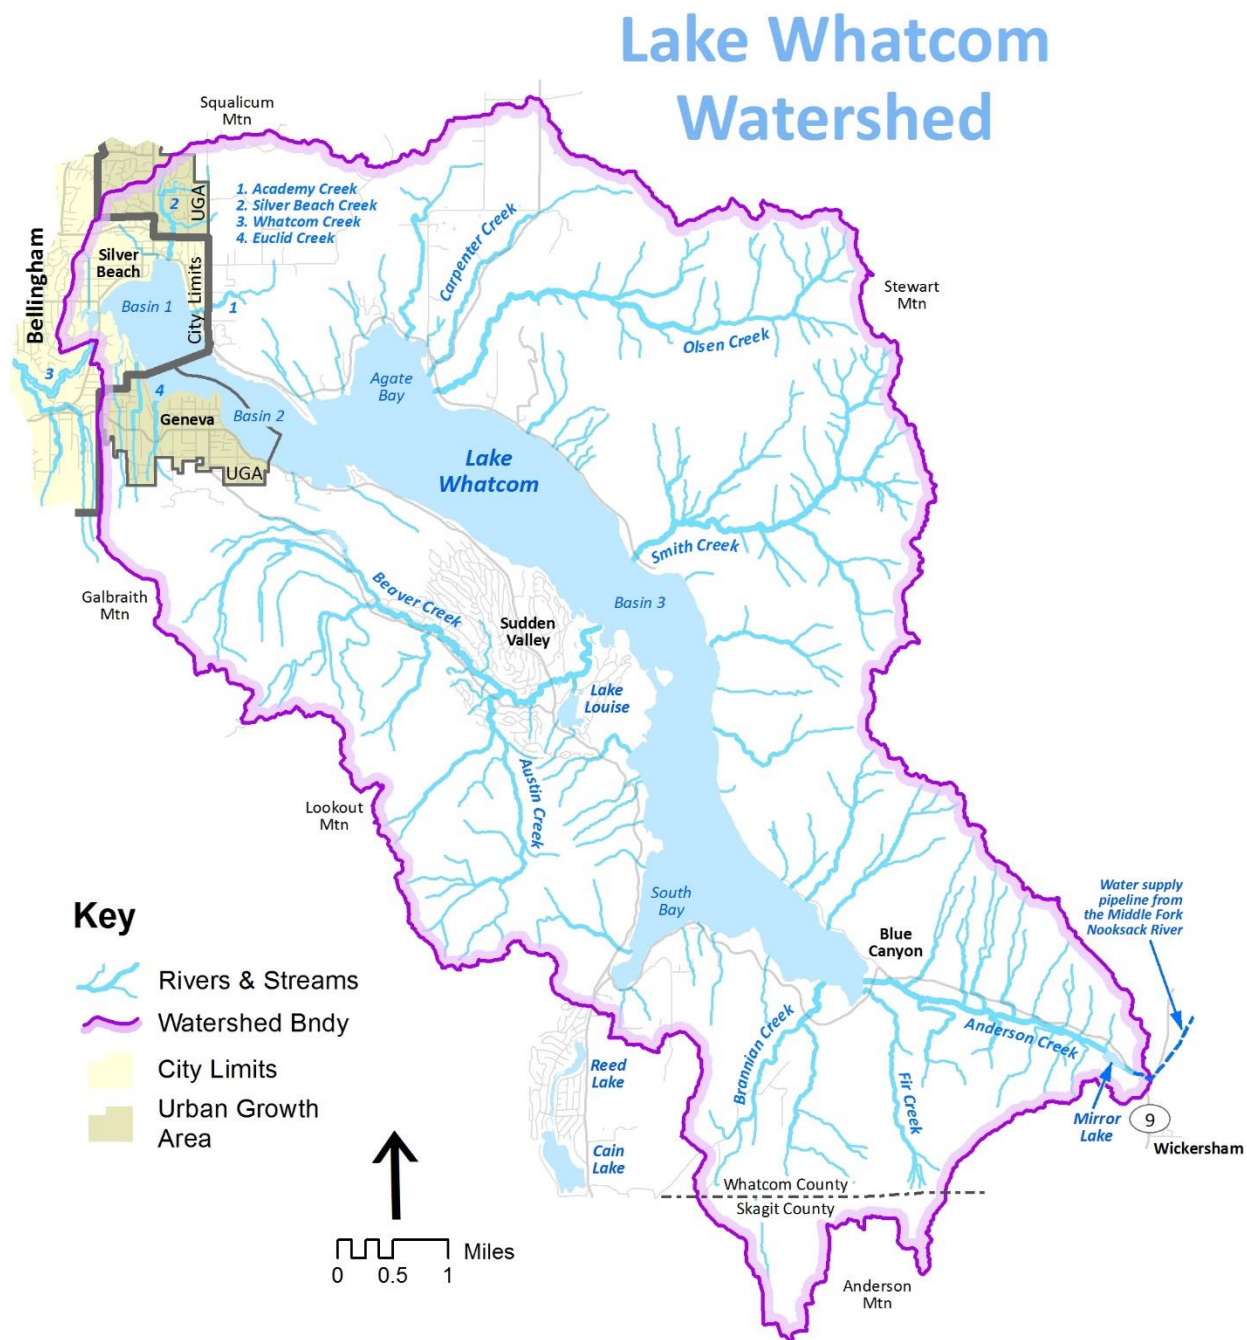 Lake Whatcom
Watershed
Squalicum
Mtn
UGA
2
1. Academy Creek
2. Silver Beach Creek
3. Whatcom Creek
4. Euclid Creek
Carpenter Creek
Bellingham
Silver
Beach
City Limits
Basin 1
1
Stewart
Mtn
Olsen Creek
3
4
Agate
Bay
Geneva
Basin 2
UGA
Lake
Whatcom
Smith Creek
Galbraith
Mtn
Beaver Creek
Basin 3
Sudden
Valley
Lake
Louise
Austin Creek
Lookout
Mtn
South
Bay
Blue
Canyon
Water supply
pipeline from
the Middle Fork
Nooksack River
Key
Rivers & Streams
Watershed Bndy
City Limits
Urban Growth
Area
Anderson Creek
Brannian Creek
Fir Creek
Reed
Lake
Cain
Lake
Mirror
Lake
9
Wickersham
Whatcom County
Skagit County
Miles
0 0.5 1
Anderson
Mtn